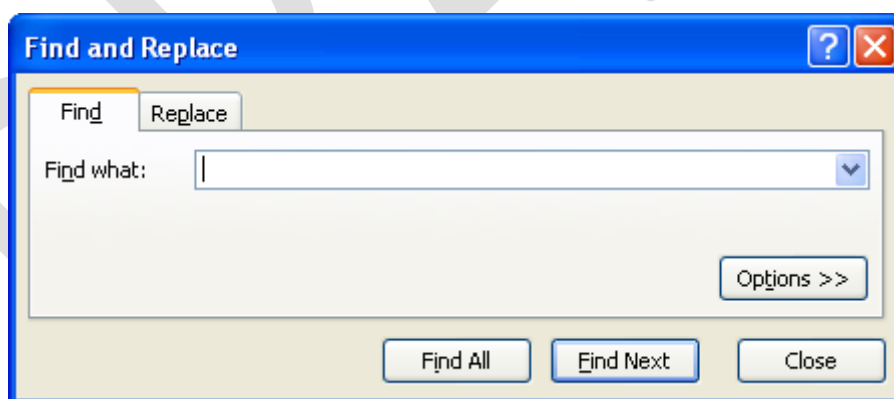 Find and Replace
Find Replace
Find what:
Options >>
Find All Find Next Close